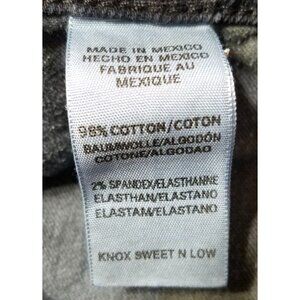 MADE IN MEXICO
HECHO EN MEXICO
FABRIQUE AU
MEXIQUE
98% COTTON/COTON
BAUMWOLLE/ALGODÓN
COTONE/ALGODAO
2% SPANDEX/ELASTHANNE
ELASTHAN/ELASTANO
ELASTAM/ELASTANO
KNOX SWEET N LOW